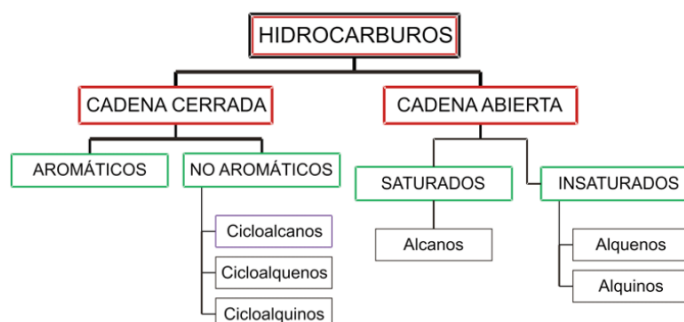 HIDROCARBUROS
CADENA CERRADA
CADENA ABIERTA
AROMÁTICOS
NO AROMÁTICOS
SATURADOS
INSATURADOS
Cicloalcanos
Cicloalquenos
Cicloalquinos
Alcanos
Alquenos
Alquinos